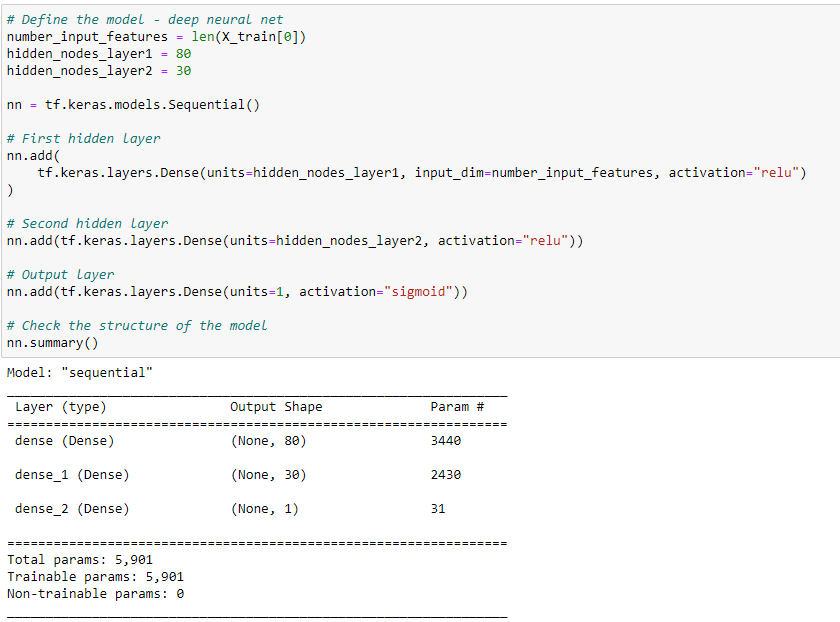 # Define the model - deep neural net
number_input_features = len(X_train[0])
hidden_nodes_layer1 = 80
hidden_nodes_layer2 = 30
nn = tf.keras.models.Sequential()
# First hidden layer
nn.add(
    tf.keras.layers.Dense(units=hidden_nodes_layer1, input_dim=number_input_features, activation="relu")
)
# Second hidden layer
nn.add(tf.keras.layers.Dense(units=hidden_nodes_layer2, activation="relu"))
# Output layer
nn.add(tf.keras.layers.Dense(units=1, activation="sigmoid"))
# Check the structure of the model
nn.summary()
Model: "sequential"
_________________________________________________________________
Layer (type) Output Shape Param #
=================================================================
dense (Dense) (None, 80) 3440
dense_1 (Dense) (None, 30) 2430
dense_2 (Dense) (None, 1) 31
=================================================================
Total params: 5,901
Trainable params: 5,901
Non-trainable params: 0
_________________________________________________________________